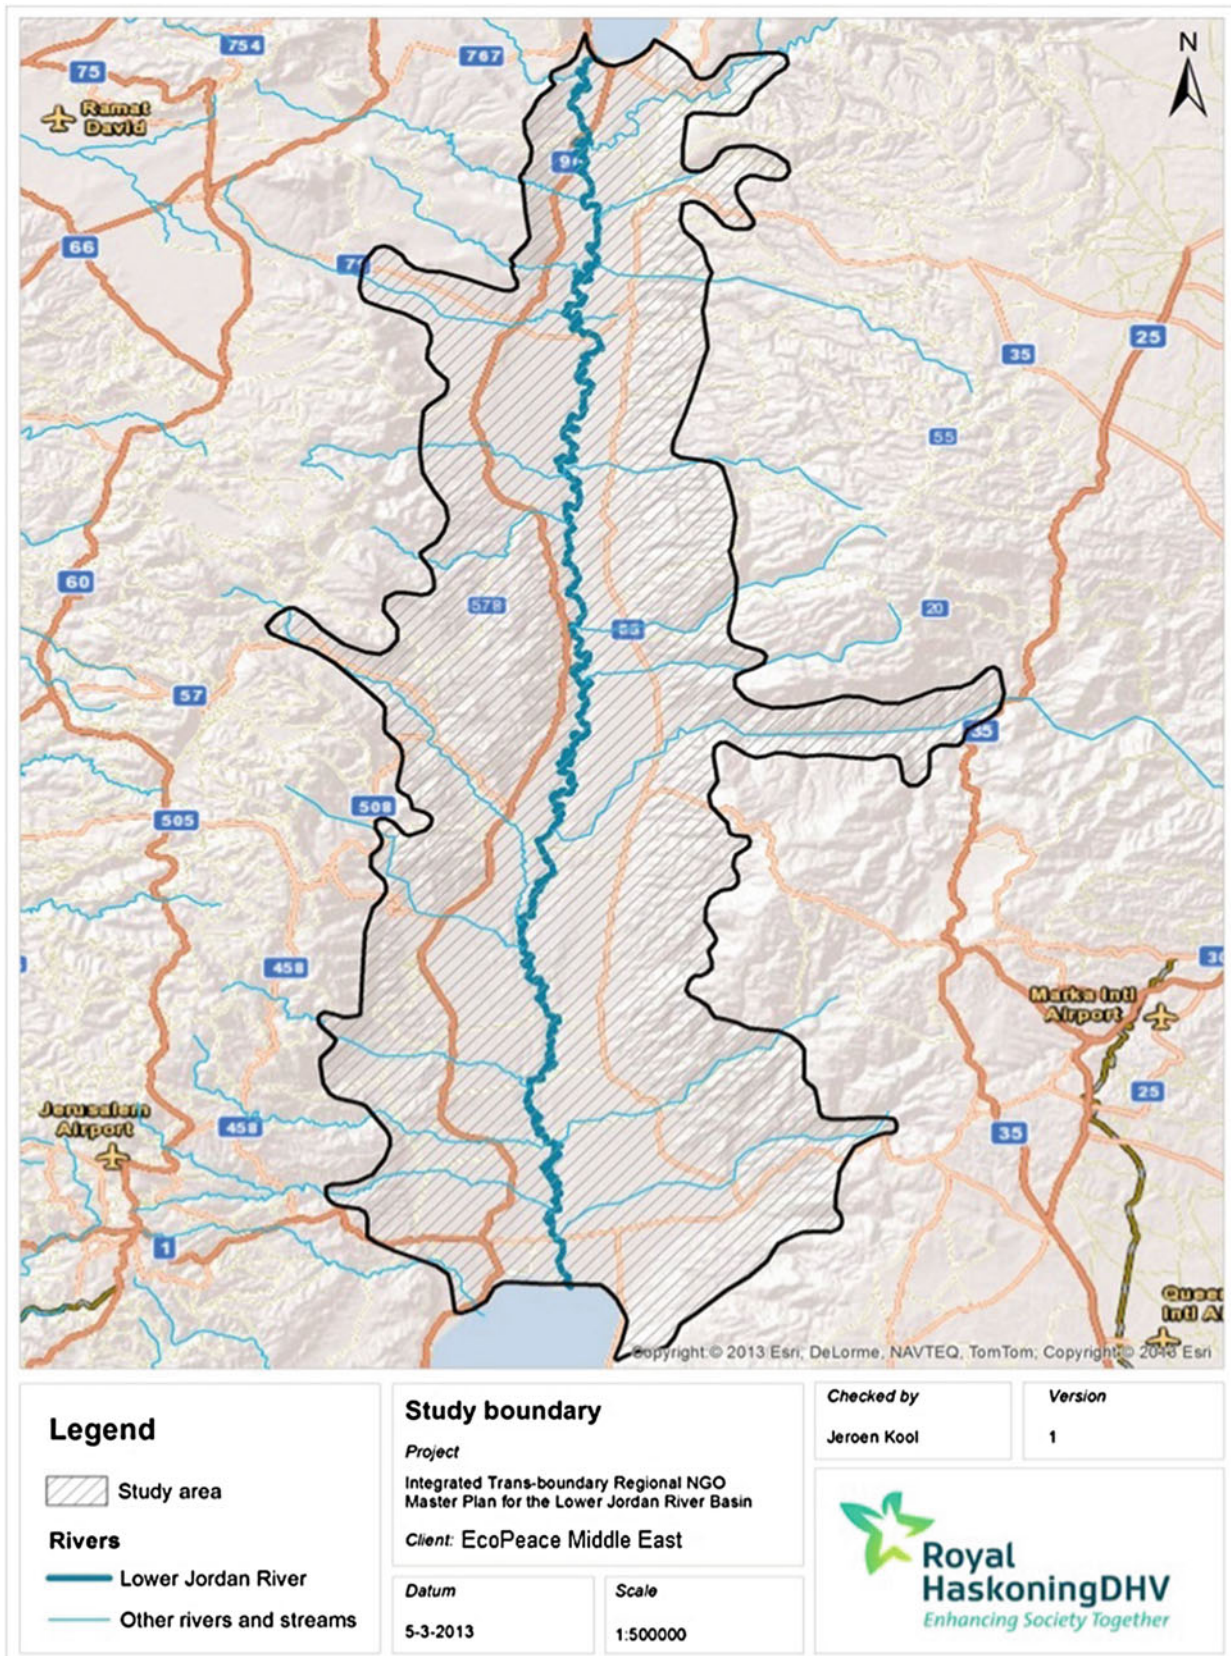 754
767
N
75
Ramat
David
66
25
35
55
60
578
20
57
35
508
505
458
Marka Intl
Airport
25
Jerusalem
Airport
458
35
1
Copyright:© 2013 Esri, DeLorme, NAVTEQ, TomTom; Copyright:© 2013 Esri
Legend
Study area
Rivers
Lower Jordan River
Other rivers and streams
Study boundary
Project
Integrated Trans-boundary Regional NGO
Master Plan for the Lower Jordan River Basin
Client: EcoPeace Middle East
Datum
5-3-2013
Scale
1:500000
Checked by
Jeroen Kool
Version
1
Royal
HaskoningDHV
Enhancing Society Together